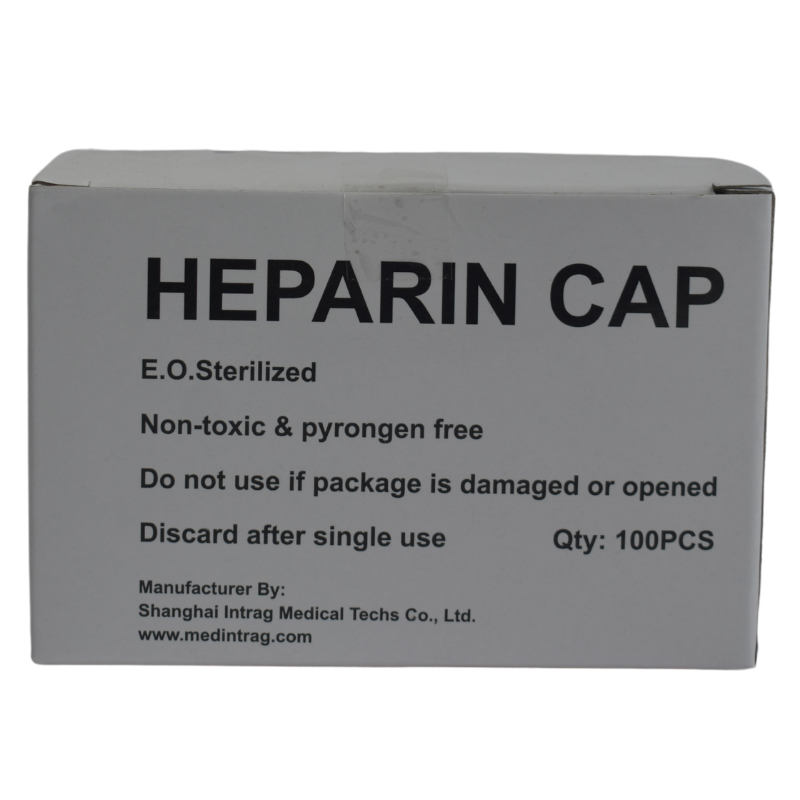 HEPARIN CAP
E.O.Sterilized
Non-toxic & pyrongen free
Do not use if package is damaged or opened
Discard after single use Qty: 100PCS
Manufacturer By:
Shanghai Intrag Medical Techs Co., Ltd.
www.medintrag.com